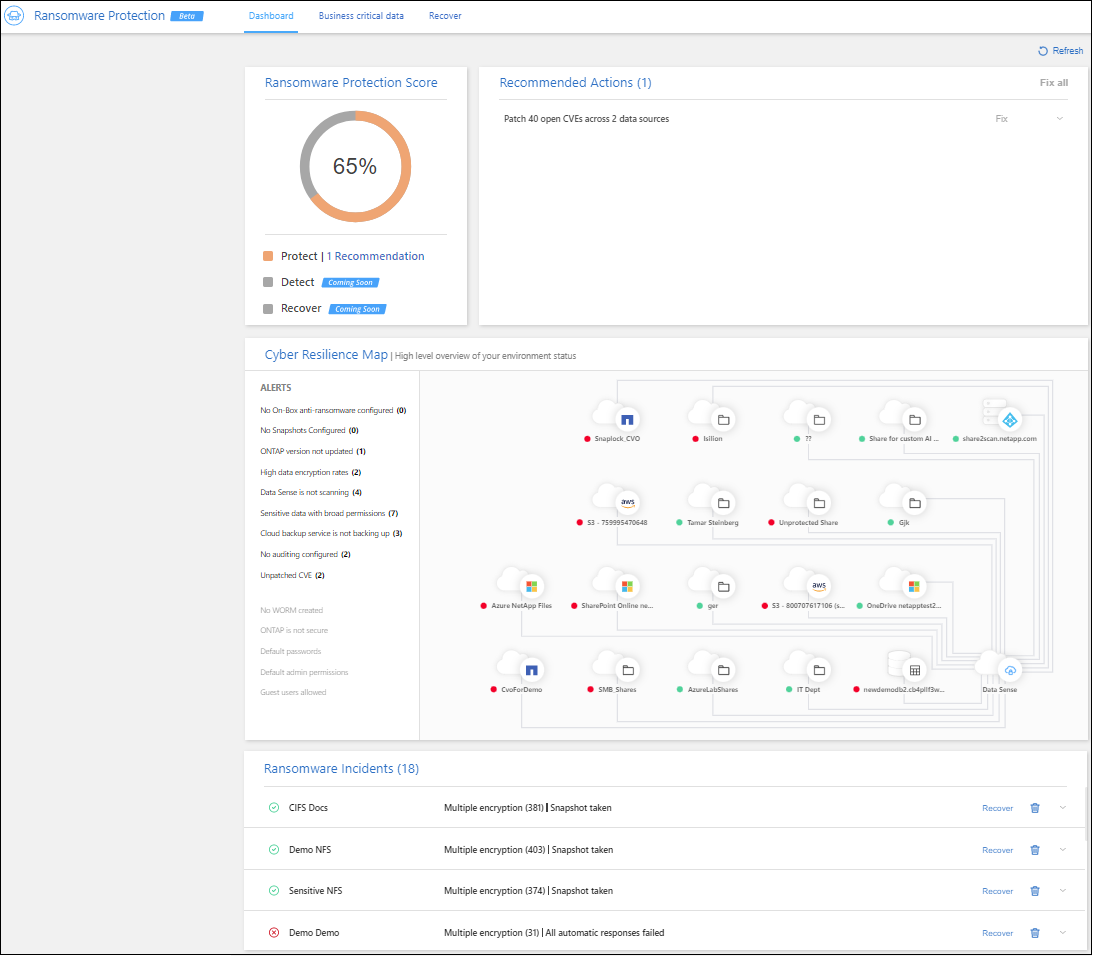 Ransomware Protection Beta Dashboard Business critical data Recover
Refresh
Ransomware Protection Score
65%
Protect | 1 Recommendation
Detect Coming Soon
Recover Coming Soon
Recommended Actions (1) Fix all
Patch 40 open CVEs across 2 data sources Fix
Cyber Resilience Map | High level overview of your environment status
ALERTS
No On-Box anti-ransomware configured (0)
No Snapshots Configured (0)
ONTAP version not updated (1)
High data encryption rates (2)
Data Sense is not scanning (4)
Sensitive data with broad permissions (7)
Cloud backup service is not backing up (3)
No auditing configured (2)
Unpatched CVE (2)
No WORM created
ONTAP is not secure
Default passwords
Default admin permissions
Guest users allowed
Snaplock_CVO Isilion ?? Share for custom AI ... share2scan.netapp.com
aws
S3 - 759995470648 Tamar Steinberg Unprotected Share Gjk
aws
Azure NetApp Files SharePoint Online ne... ger S3 - 800707617106 (s... OneDrive netapptest2...
CvoForDemo SMB_Shares AzureLabShares IT Dept newdemodb2.cb4pllf3w... Data Sense
Ransomware Incidents (18)
CIFS Docs Multiple encryption (381) | Snapshot taken Recover
Demo NFS Multiple encryption (403) | Snapshot taken Recover
Sensitive NFS Multiple encryption (374) | Snapshot taken Recover
Demo Demo Multiple encryption (31) | All automatic responses failed Recover